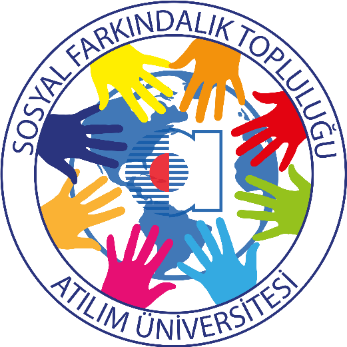 SOSYAL FARKINDALIK TOPLULUĞU
ATILIM ÜNİVERSİTESİ